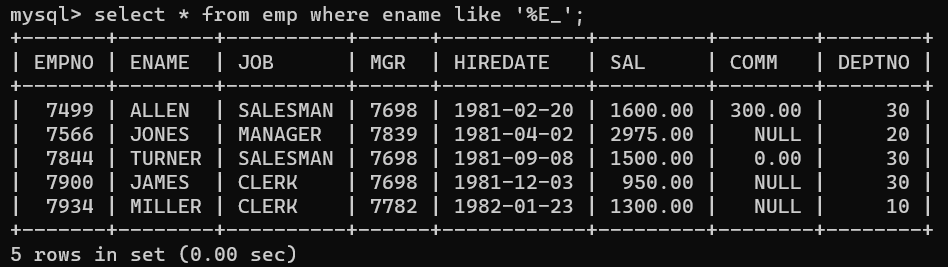 mysql> select * from emp where ename like '%E_';
+-------+--------+----------+------+------------+---------+--------+--------+
| EMPNO | ENAME  | JOB      | MGR  | HIREDATE   | SAL     | COMM   | DEPTNO |
+-------+--------+----------+------+------------+---------+--------+--------+
|  7499 | ALLEN  | SALESMAN | 7698 | 1981-02-20 | 1600.00 | 300.00 |     30 |
|  7566 | JONES  | MANAGER  | 7839 | 1981-04-02 | 2975.00 |   NULL |     20 |
|  7844 | TURNER | SALESMAN | 7698 | 1981-09-08 | 1500.00 |   0.00 |     30 |
|  7900 | JAMES  | CLERK    | 7698 | 1981-12-03 |  950.00 |   NULL |     30 |
|  7934 | MILLER | CLERK    | 7782 | 1982-01-23 | 1300.00 |   NULL |     10 |
+-------+--------+----------+------+------------+---------+--------+--------+
5 rows in set (0.00 sec)